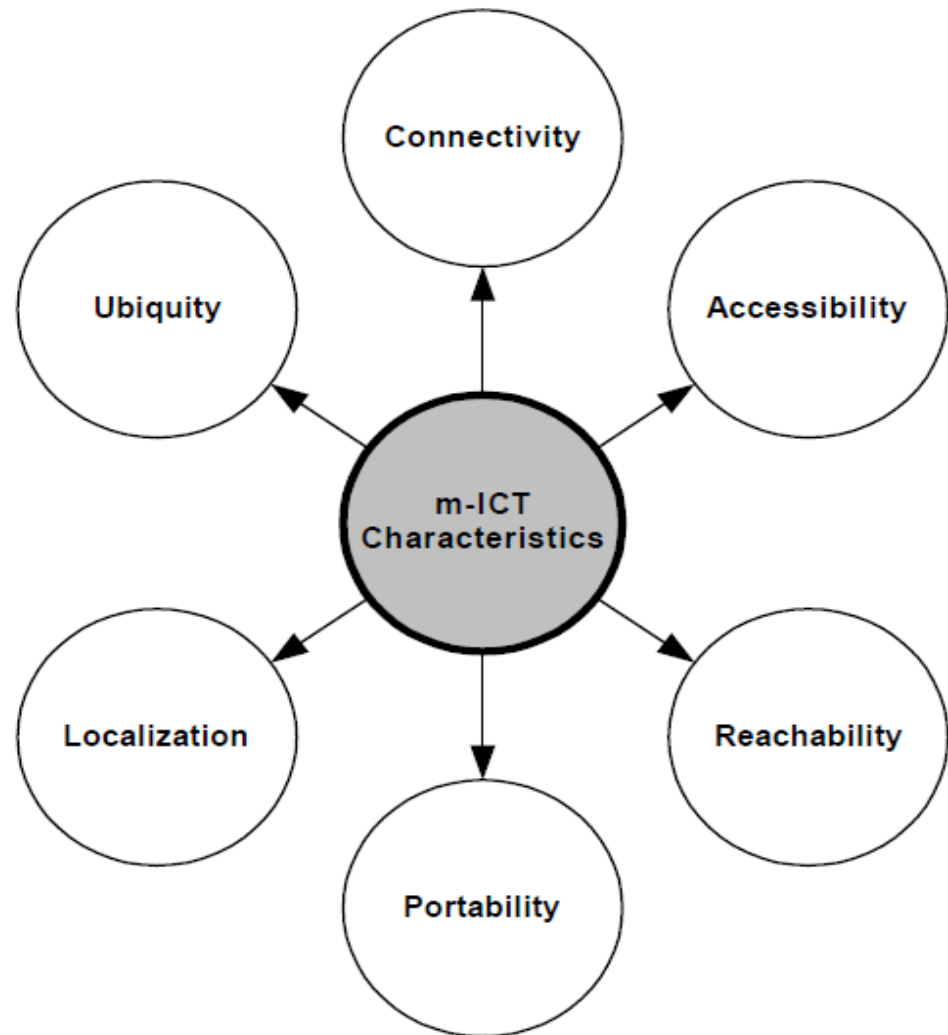 Connectivity
Ubiquity
Accessibility
m-ICT
Characteristics
Localization
Reachability
Portability